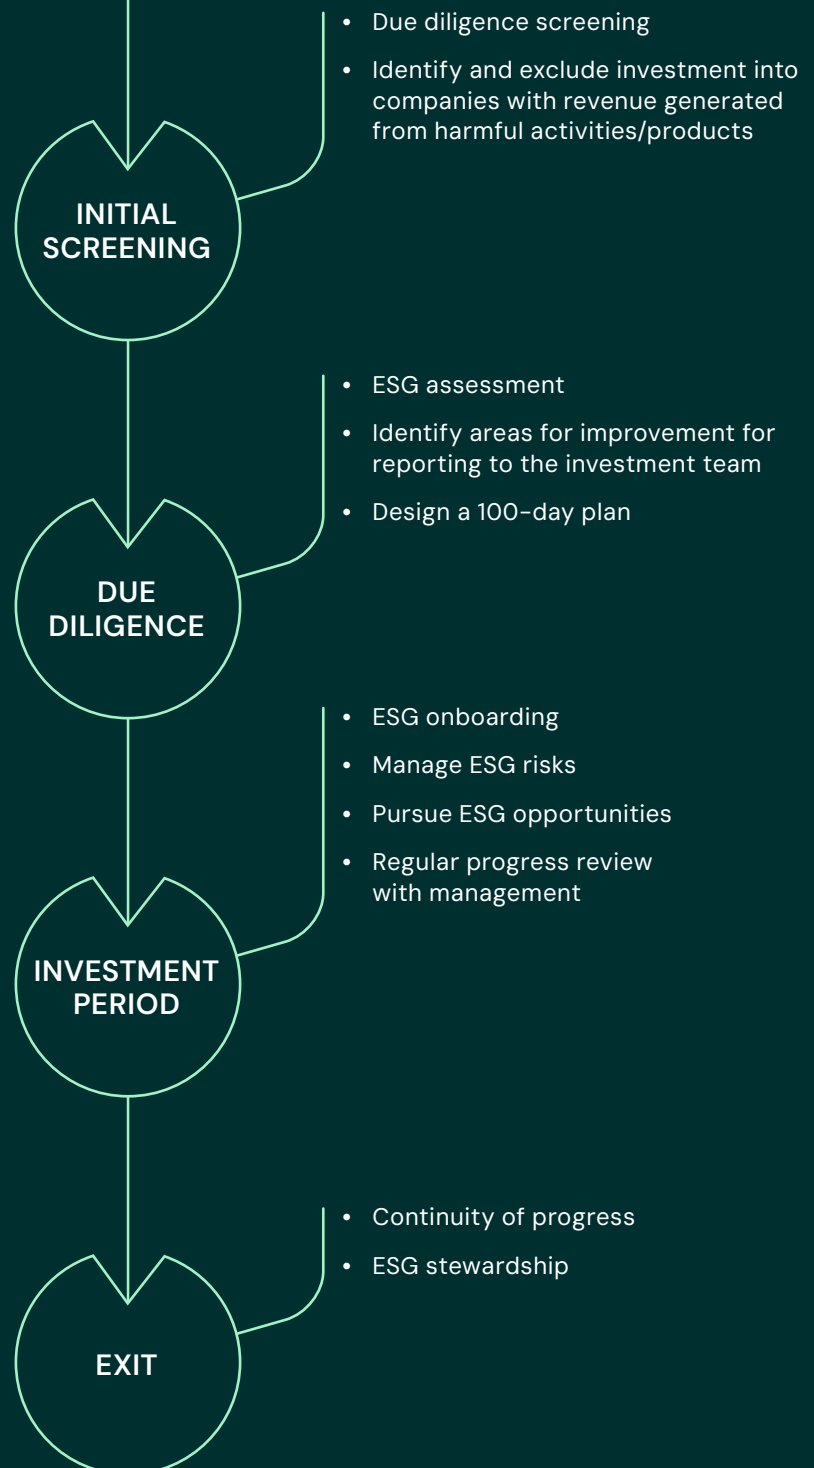 • Due diligence screening
• Identify and exclude investment into
companies with revenue generated
from harmful activities/products
INITIAL
SCREENING
• ESG assessment
• Identify areas for improvement for
reporting to the investment team
• Design a 100-day plan
DUE
DILIGENCE
• ESG onboarding
• Manage ESG risks
• Pursue ESG opportunities
• Regular progress review
with management
INVESTMENT
PERIOD
• Continuity of progress
• ESG stewardship
EXIT